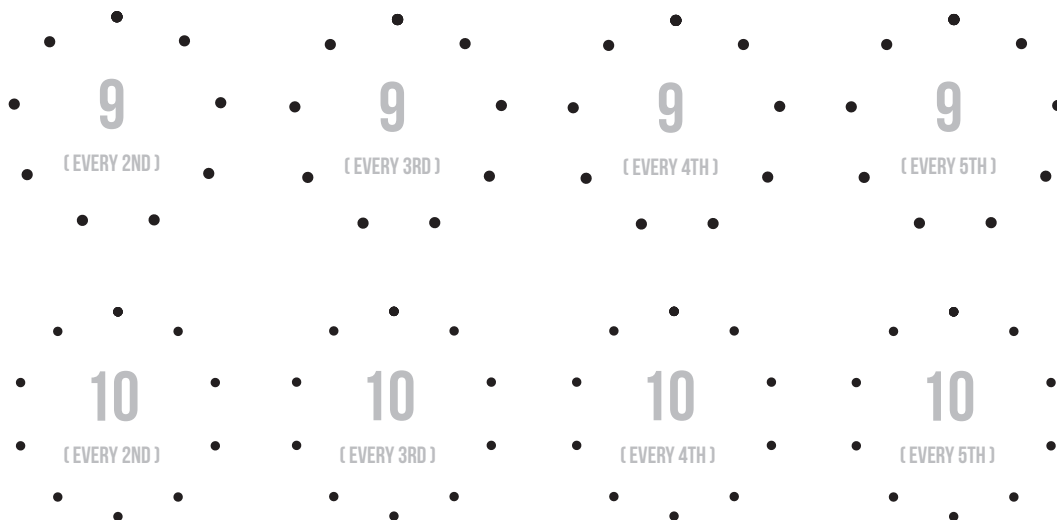 9
( EVERY 2ND )
9
( EVERY 3RD )
9
( EVERY 4TH )
9
( EVERY 5TH )
10
( EVERY 2ND )
10
( EVERY 3RD )
10
( EVERY 4TH )
10
( EVERY 5TH )